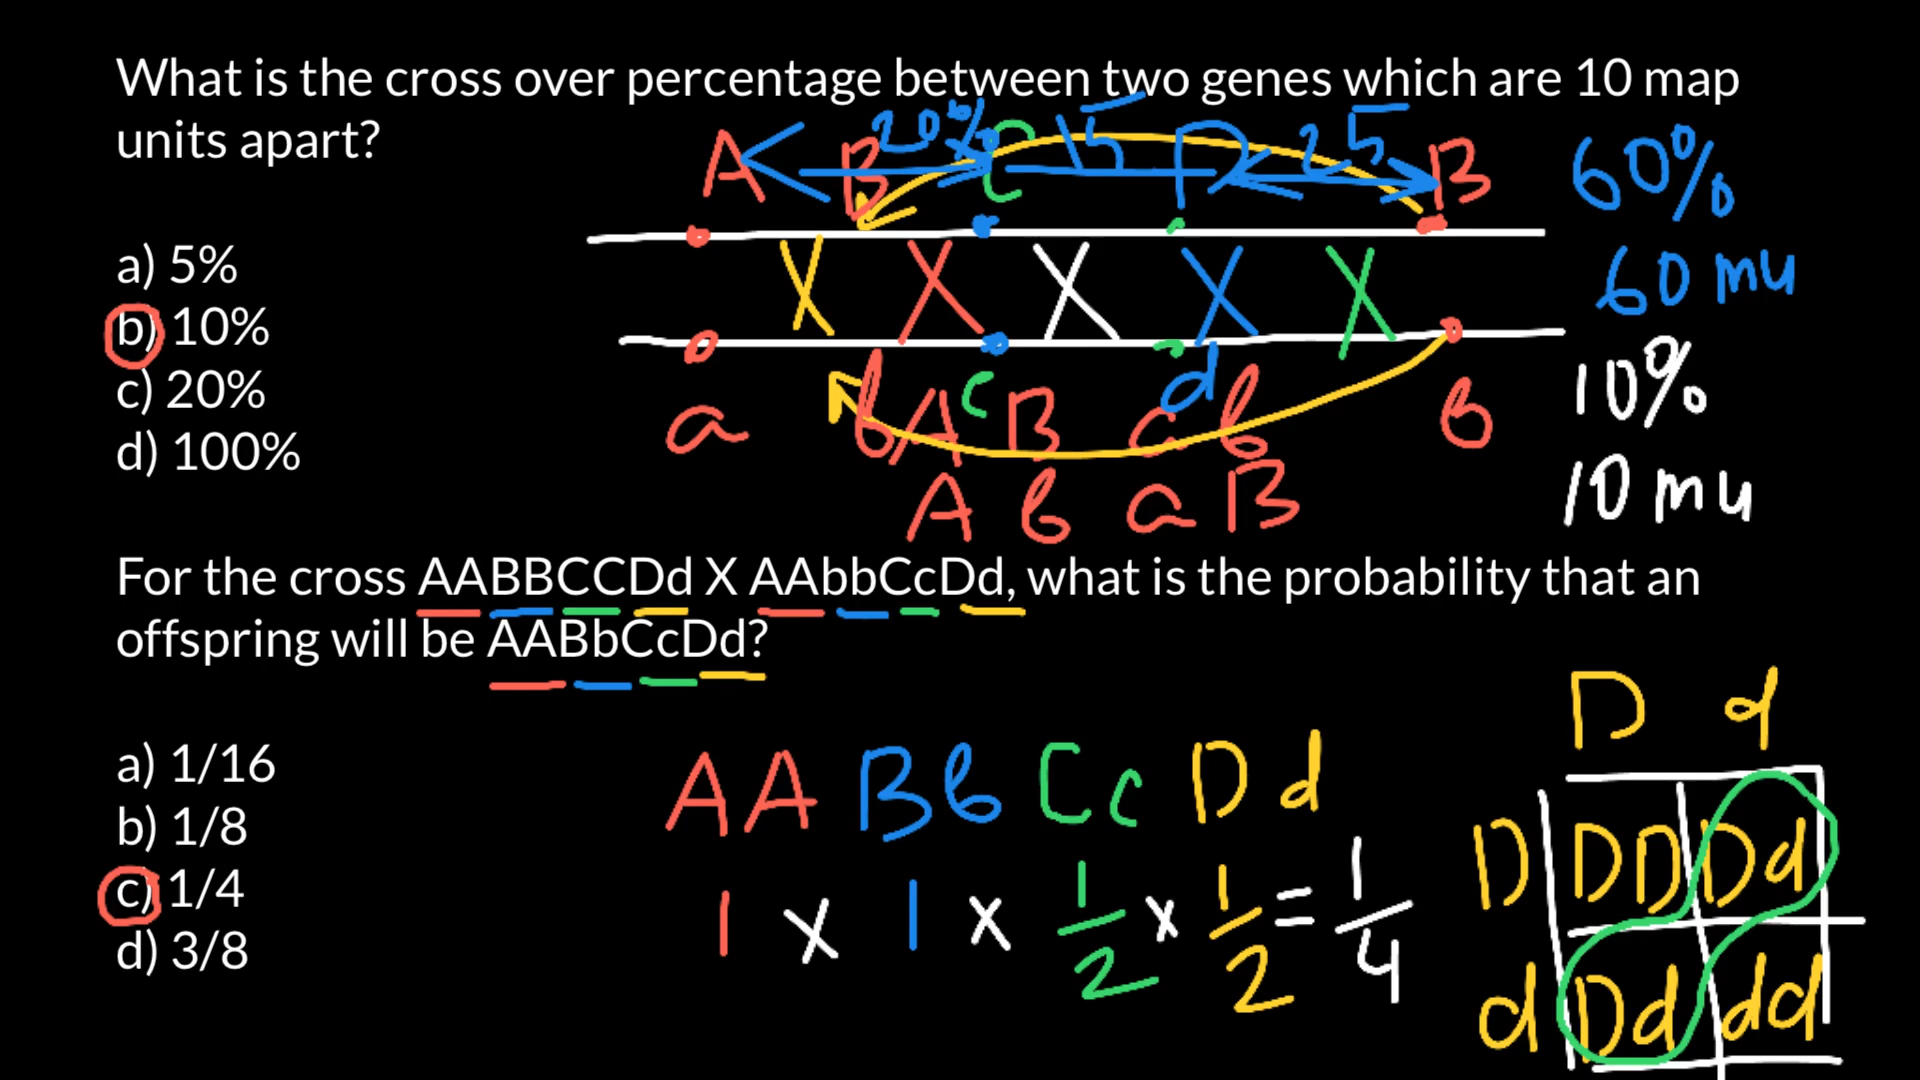 What is the cross over percentage between two genes which are 10 map
units apart?
A B 20% C 15 D 25 B 60%
a) 5%
60 mu
b) 10%
10%
c) 20%
a b A c B a d b b
d) 100%
10 mu
A b a B
For the cross AABBCCDd X AAbbCcDd, what is the probability that an
offspring will be AABbCcDd?
D d
a) 1/16
AA Bb Cc Dd
b) 1/8
D DD Dd
c) 1/4
1 x 1 x 1/2 x 1/2 = 1/4
d) 3/8
d Dd dd